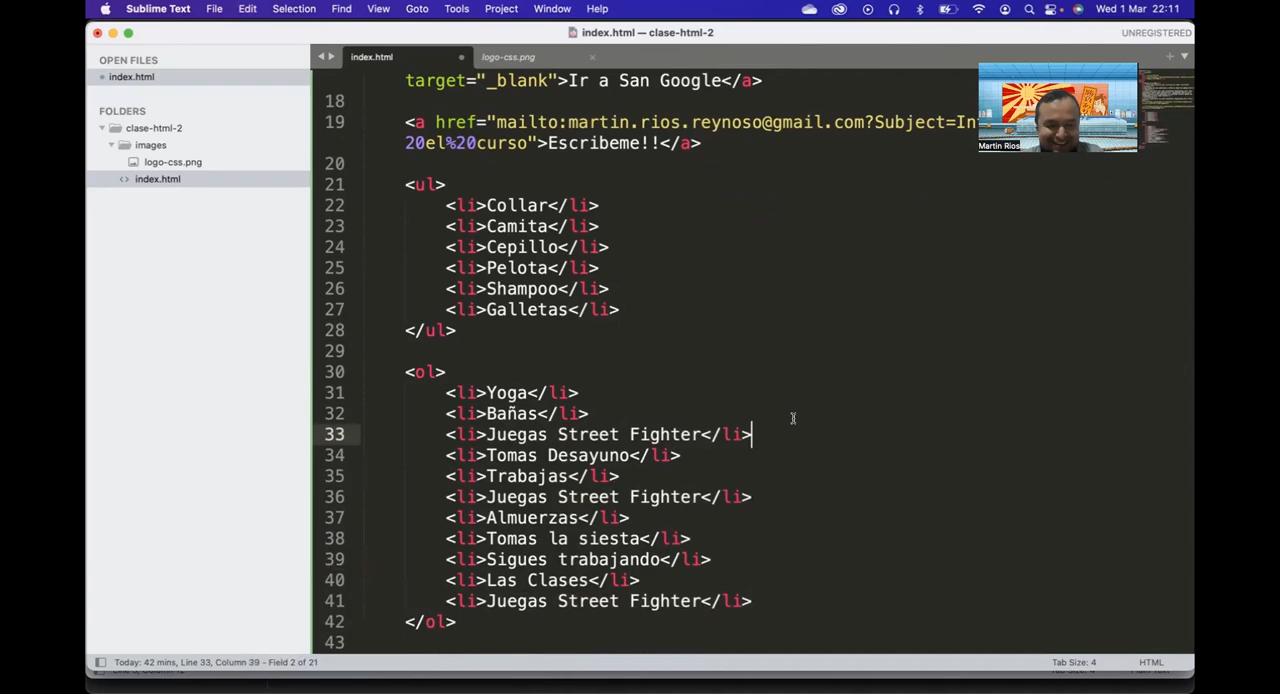 Sublime Text File Edit Selection Find View Goto Tools Project Window Help Wed 1 Mar 22:11
index.html — clase-html-2 UNREGISTERED
OPEN FILES
index.html
FOLDERS
clase-html-2
images
logo-css.png
index.html
index.html logo-css.png
target="_blank">Ir a San Google</a>
18
19 <a href="mailto:martin.rios.reynoso@gmail.com?Subject=In
20el%20curso">Escribeme!!</a>
20
21 <ul>
22 <li>Collar</li>
23 <li>Camita</li>
24 <li>Cepillo</li>
25 <li>Pelota</li>
26 <li>Shampoo</li>
27 <li>Galletas</li>
28 </ul>
29
30 <ol>
31 <li>Yoga</li>
32 <li>Bañas</li>
33 <li>Juegas Street Fighter</li>
34 <li>Tomas Desayuno</li>
35 <li>Trabajas</li>
36 <li>Juegas Street Fighter</li>
37 <li>Almuerzas</li>
38 <li>Tomas la siesta</li>
39 <li>Sigues trabajando</li>
40 <li>Las Clases</li>
41 <li>Juegas Street Fighter</li>
42 </ol>
43
Martin Rios
Today: 42 mins, Line 33, Column 39 - Field 2 of 21 Tab Size: 4 HTML